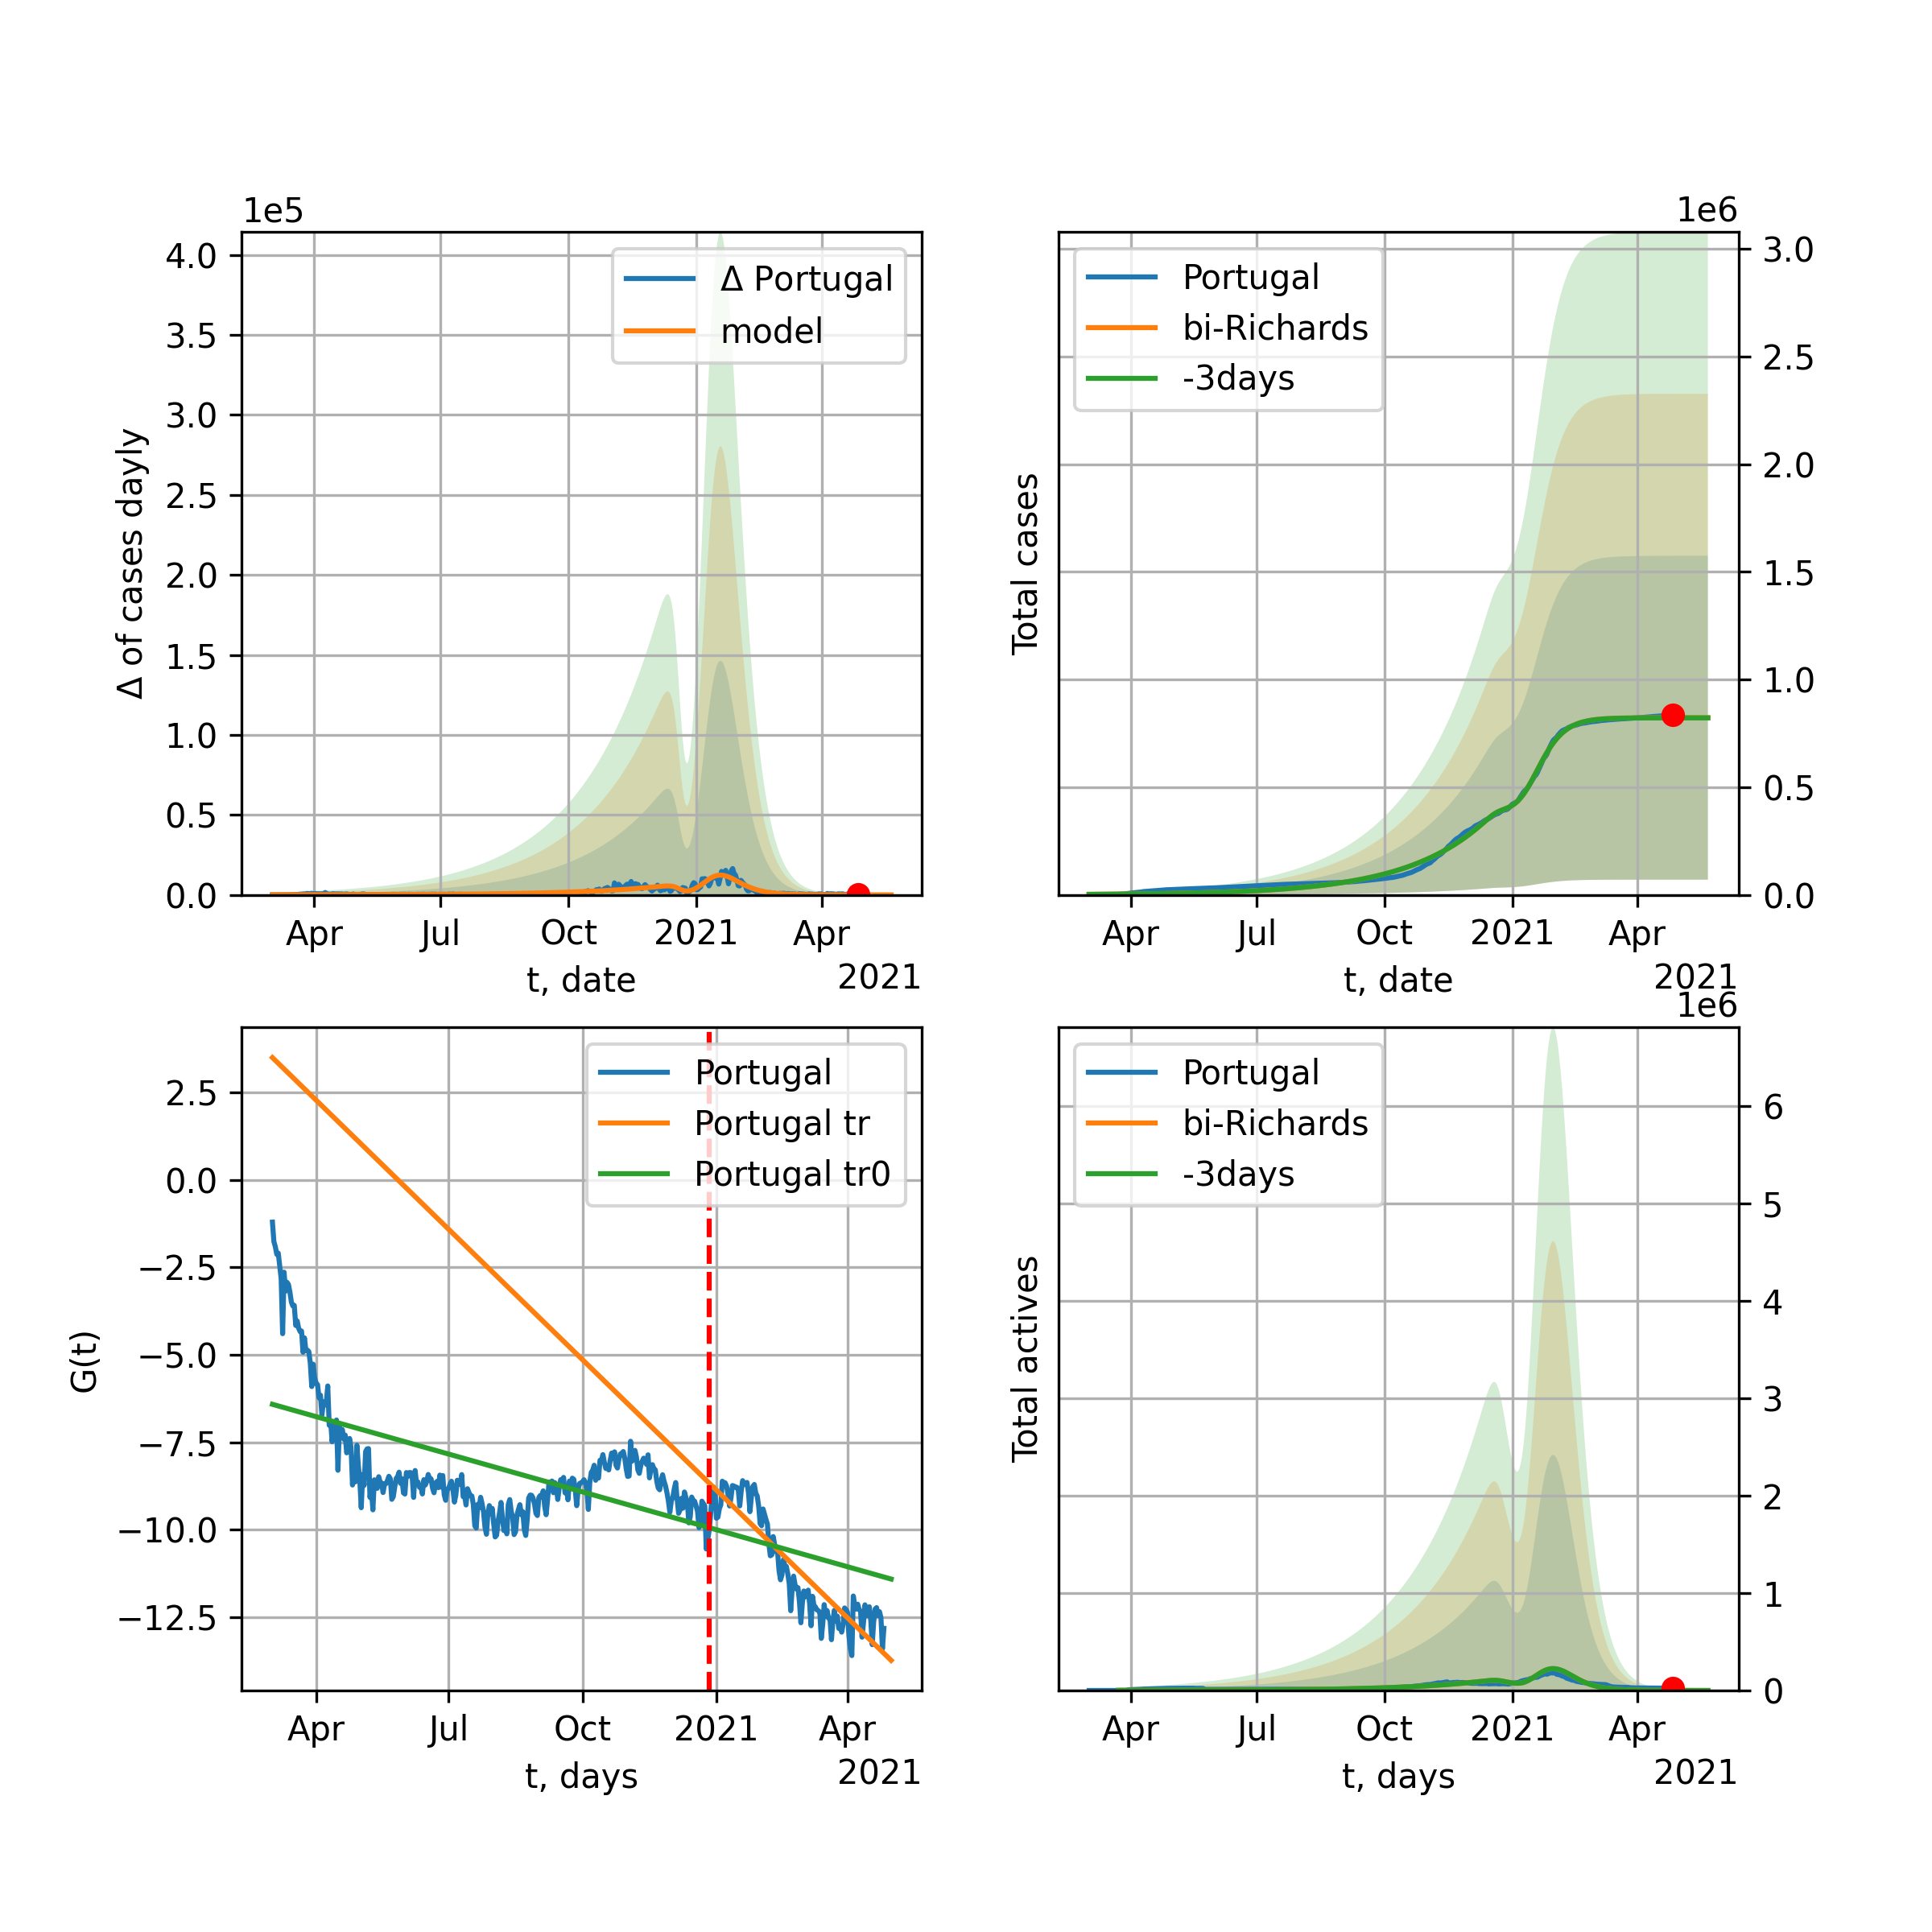 1e5
4.0
3.5
3.0
2.5
2.0
1.5
1.0
0.5
0.0
Δ of cases dayly
Δ Portugal
model
Apr
Jul
Oct
2021
Apr
t, date
2021
1e6
3.0
2.5
2.0
1.5
1.0
0.5
0.0
Total cases
Portugal
bi-Richards
-3days
Apr
Jul
Oct
2021
Apr
t, date
2021
2.5
0.0
−2.5
−5.0
−7.5
−10.0
−12.5
G(t)
Portugal
Portugal tr
Portugal tr0
Apr
Jul
Oct
2021
Apr
t, days
2021
1e6
6
5
4
3
2
1
0
Total actives
Portugal
bi-Richards
-3days
Apr
Jul
Oct
2021
Apr
t, days
2021